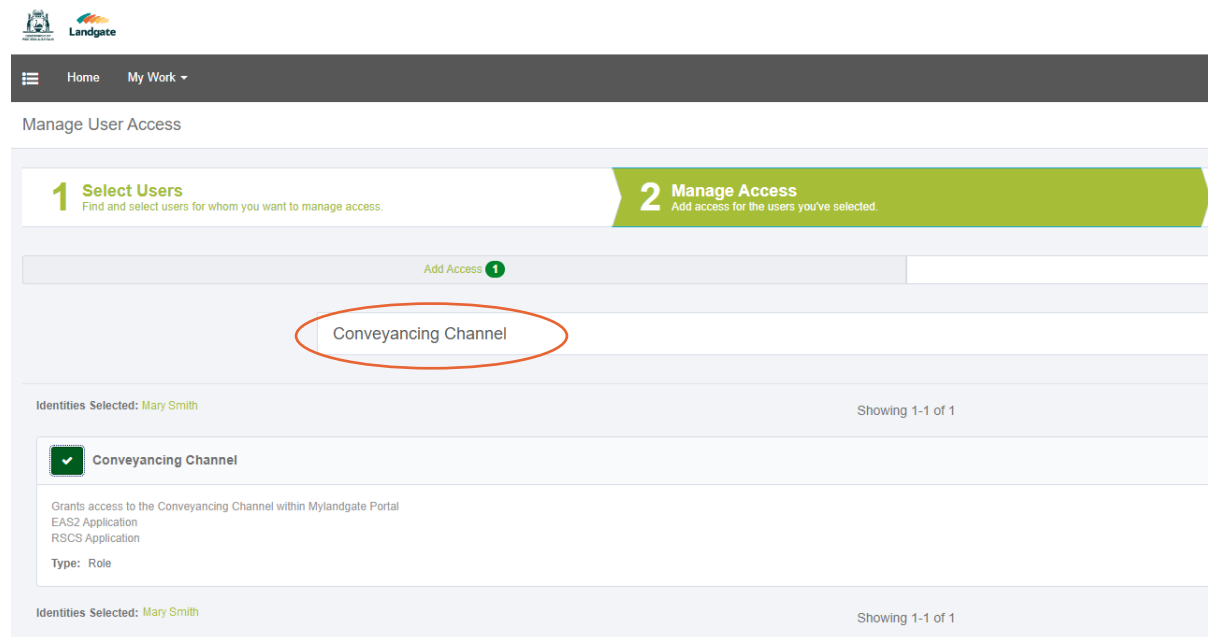 Landgate
Home My Work
Manage User Access
1 Select Users
Find and select users for whom you want to manage access.
2 Manage Access
Add access for the users you've selected.
Add Access 1
Conveyancing Channel
Identities Selected: Mary Smith
Showing 1-1 of 1
Conveyancing Channel
Grants access to the Conveyancing Channel within Mylandgate Portal
EAS2 Application
RSCS Application
Type: Role
Identities Selected: Mary Smith
Showing 1-1 of 1